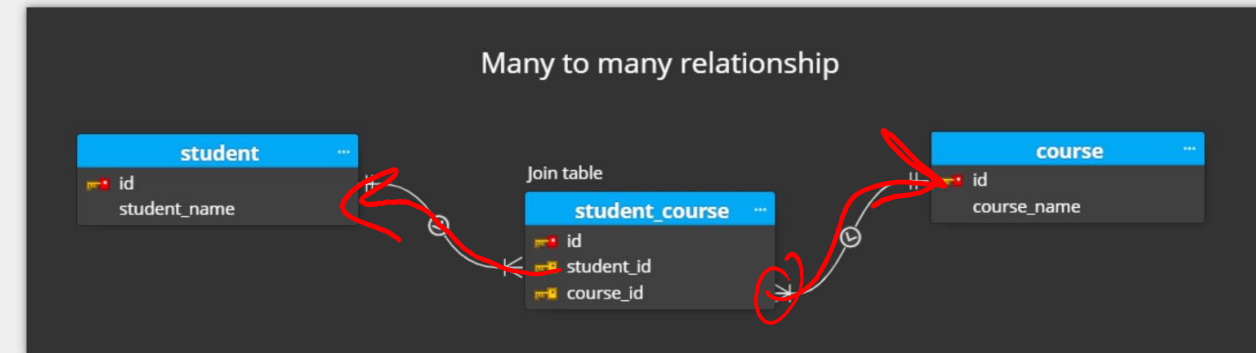 Many to many relationship
student
id
student_name
Join table
student_course
id
student_id
course_id
course
id
course_name